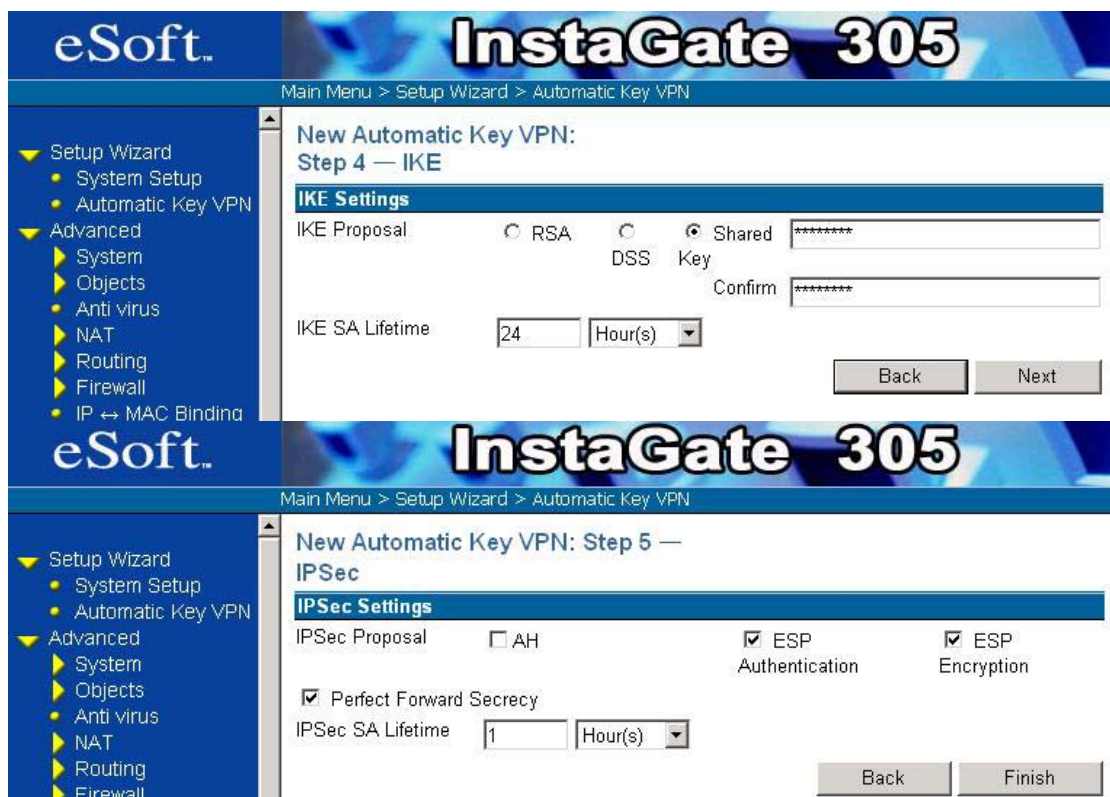 eSoft™
InstaGate 305
Main Menu > Setup Wizard > Automatic Key VPN
Setup Wizard
System Setup
Automatic Key VPN
Advanced
System
Objects
Anti virus
NAT
Routing
Firewall
IP ↔ MAC Binding
New Automatic Key VPN:
Step 4 — IKE
IKE Settings
IKE Proposal RSA DSS Shared Key ********
Confirm ********
IKE SA Lifetime 24 Hour(s)
Back Next
eSoft™
InstaGate 305
Main Menu > Setup Wizard > Automatic Key VPN
Setup Wizard
System Setup
Automatic Key VPN
Advanced
System
Objects
Anti virus
NAT
Routing
Firewall
New Automatic Key VPN: Step 5 —
IPSec
IPSec Settings
IPSec Proposal AH ESP Authentication ESP Encryption
Perfect Forward Secrecy
IPSec SA Lifetime 1 Hour(s)
Back Finish